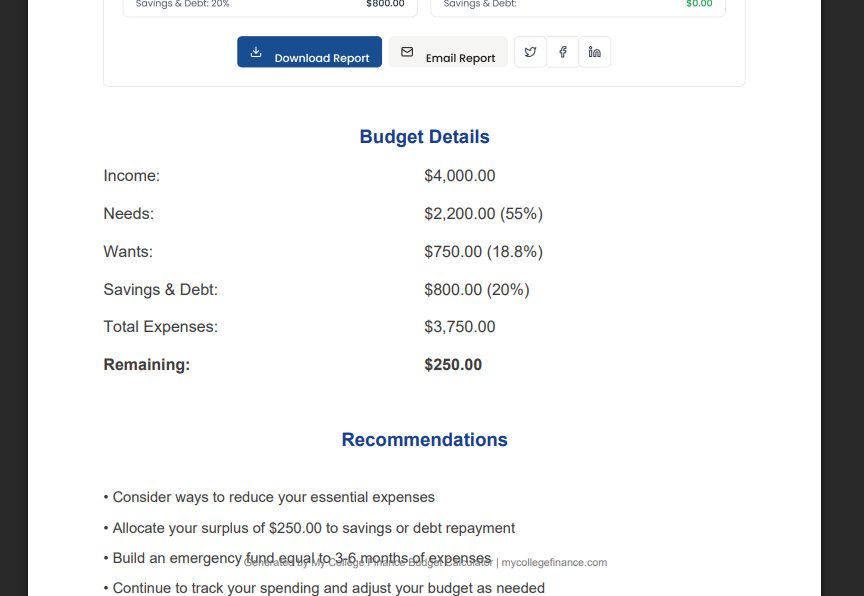 Savings & Debt: 20% $800.00 Savings & Debt: $0.00
Download Report Email Report
Budget Details
Income: $4,000.00
Needs: $2,200.00 (55%)
Wants: $750.00 (18.8%)
Savings & Debt: $800.00 (20%)
Total Expenses: $3,750.00
Remaining: $250.00
Recommendations
• Consider ways to reduce your essential expenses
• Allocate your surplus of $250.00 to savings or debt repayment
• Build an emergency fund equal to 3-6 months of expenses
Generated by My College Finance Budget Calculator | mycollegefinance.com
• Continue to track your spending and adjust your budget as needed